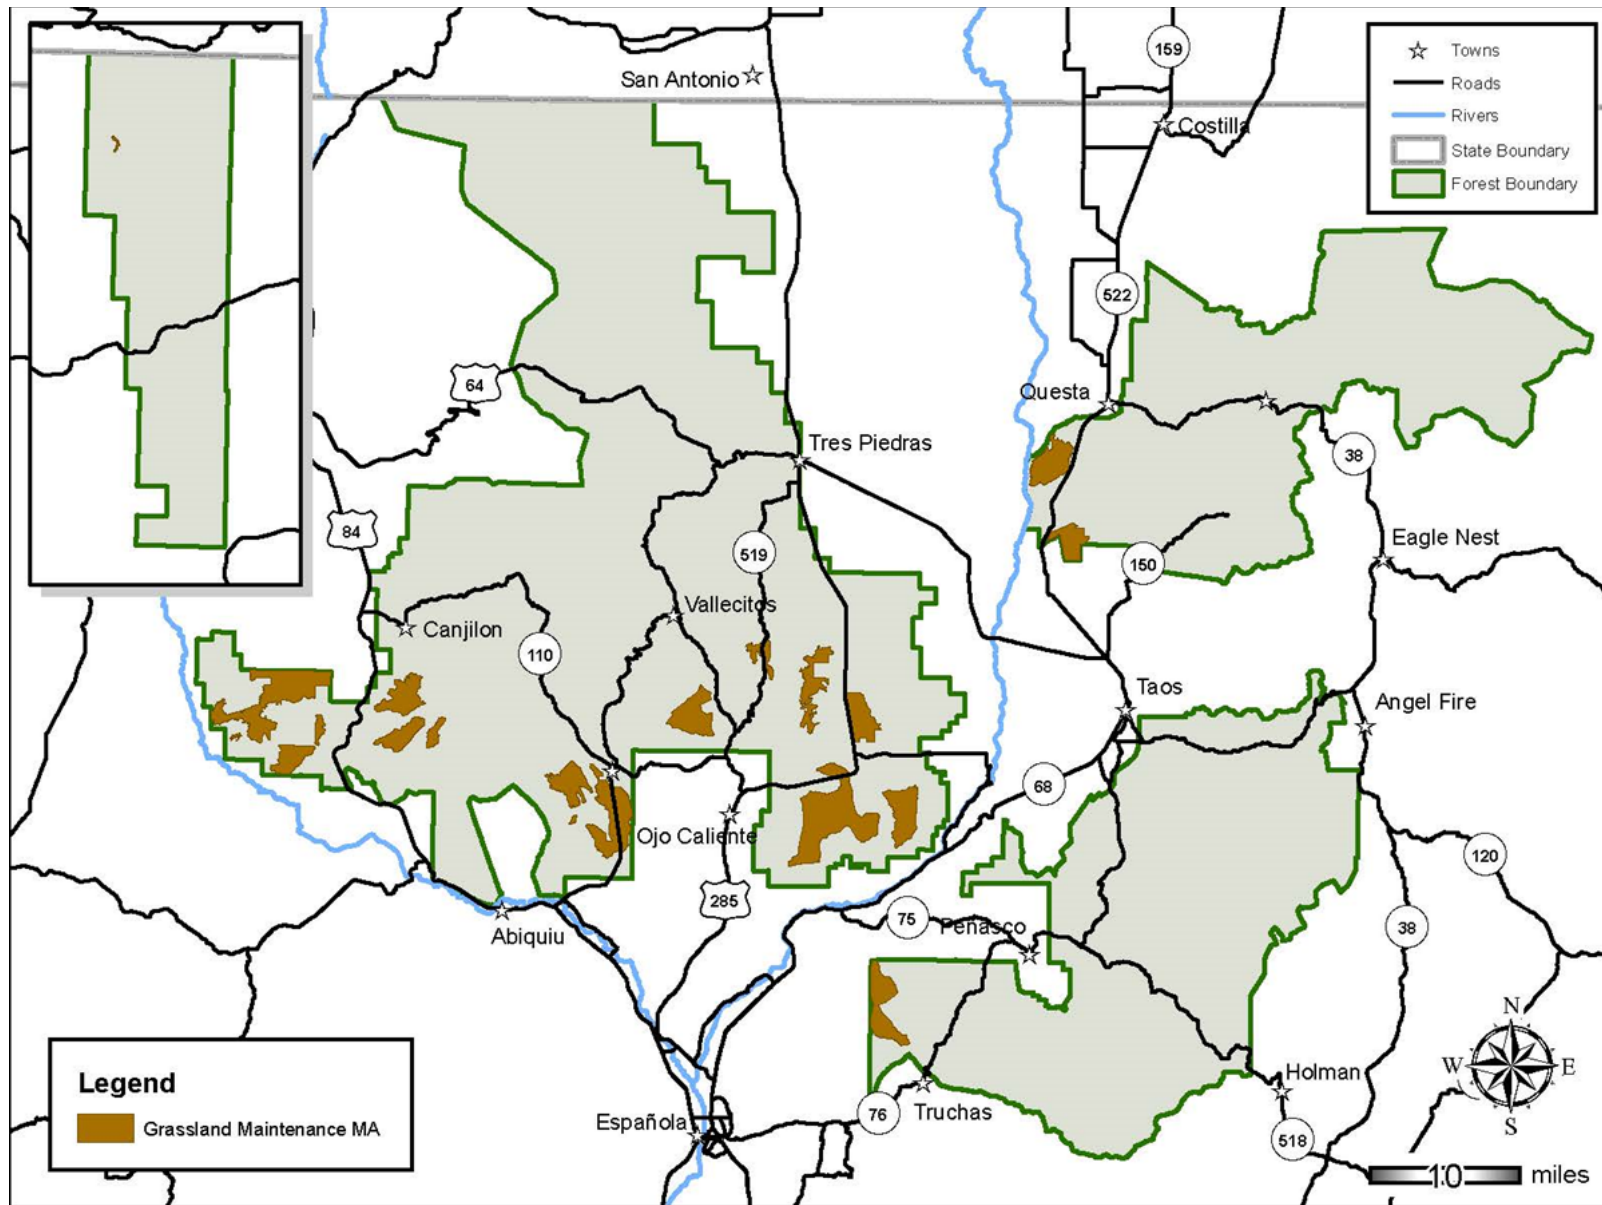 159
San Antonio
Costilla
Towns
Roads
Rivers
State Boundary
Forest Boundary
522
64
Questa
Tres Piedras
38
84
519
Eagle Nest
150
Vallecitos
Canjilon
110
Taos
Angel Fire
68
Ojo Caliente
120
285
75
Peñasco
38
Abiquiu
N
W E
S
Legend
Grassland Maintenance MA
Holman
Española
76
Truchas
518
10 miles